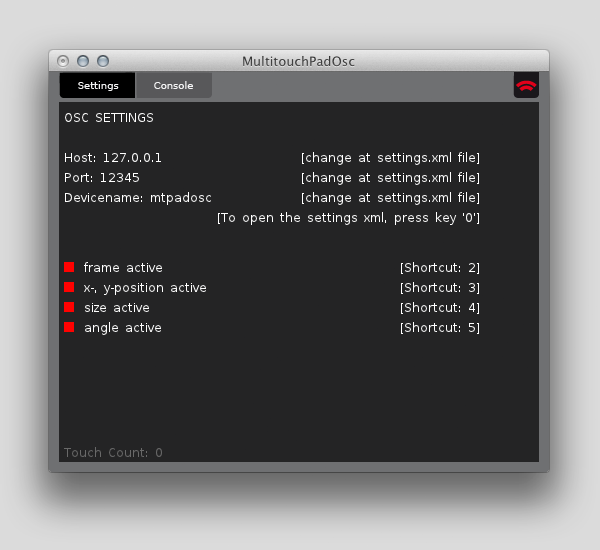 MultitouchPadOsc
Settings Console
OSC SETTINGS
Host: 127.0.0.1 [change at settings.xml file]
Port: 12345 [change at settings.xml file]
Devicename: mtpadosc [change at settings.xml file]
[To open the settings xml, press key '0']
frame active [Shortcut: 2]
x-, y-position active [Shortcut: 3]
size active [Shortcut: 4]
angle active [Shortcut: 5]
Touch Count: 0